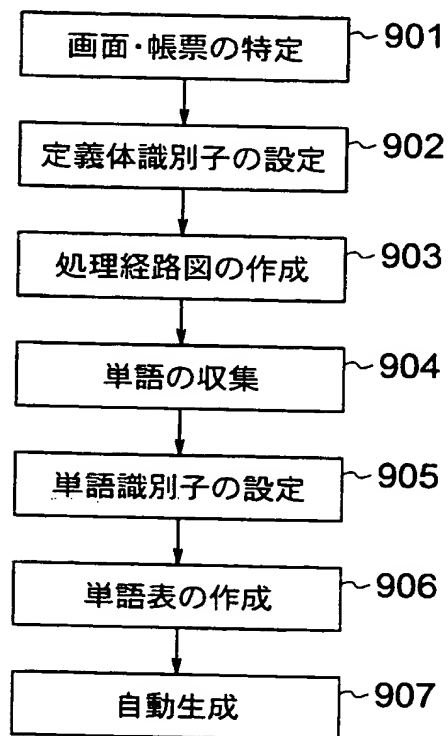 画面・帳票の特定 901
定義体識別子の設定 902
処理経路図の作成 903
単語の収集 904
単語識別子の設定 905
単語表の作成 906
自動生成 907